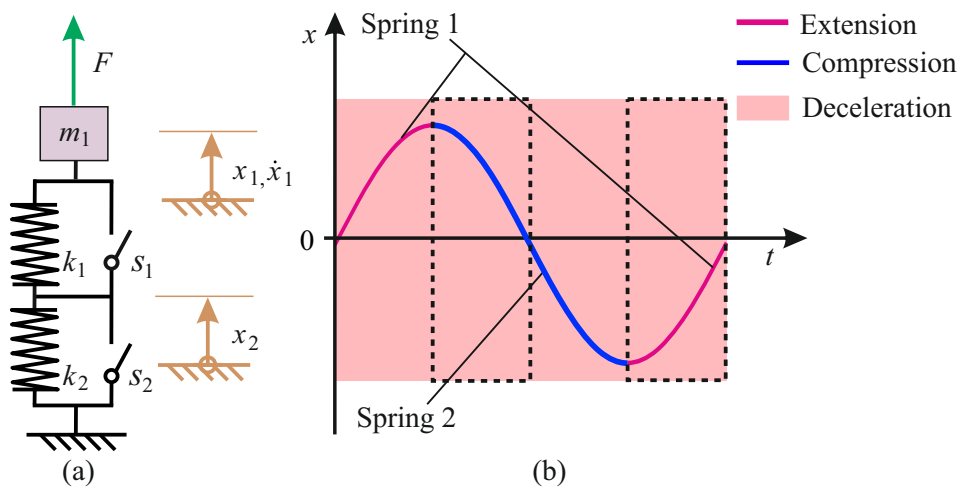 F
m₁
x₁, ẋ₁
k₁
s₁
x₂
k₂
s₂
(a)
Spring 1
x
0
t
Spring 2
(b)
Extension
Compression
Deceleration